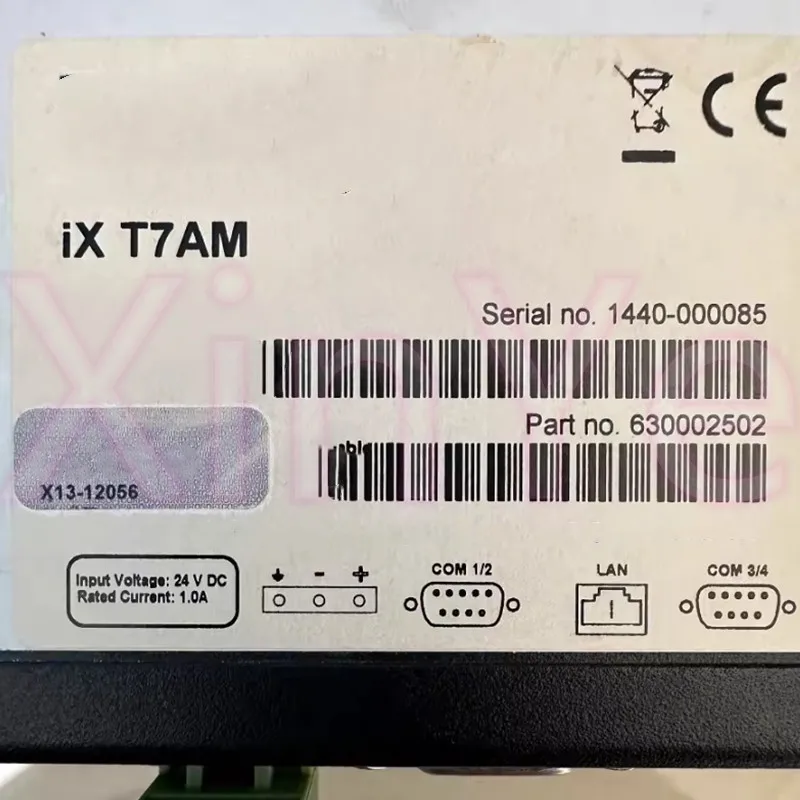 CE
iX T7AM
Serial no. 1440-000085
Part no. 630002502
X13-12056
Input Voltage: 24 V DC
Rated Current: 1.0A
- +
COM 1/2
LAN
COM 3/4
XinYe